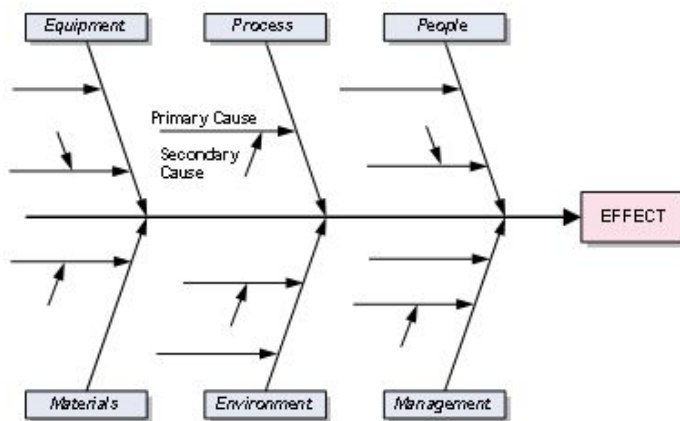 Equipment
Process
People
Primary Cause
Secondary
Cause
EFFECT
Materials
Environment
Management